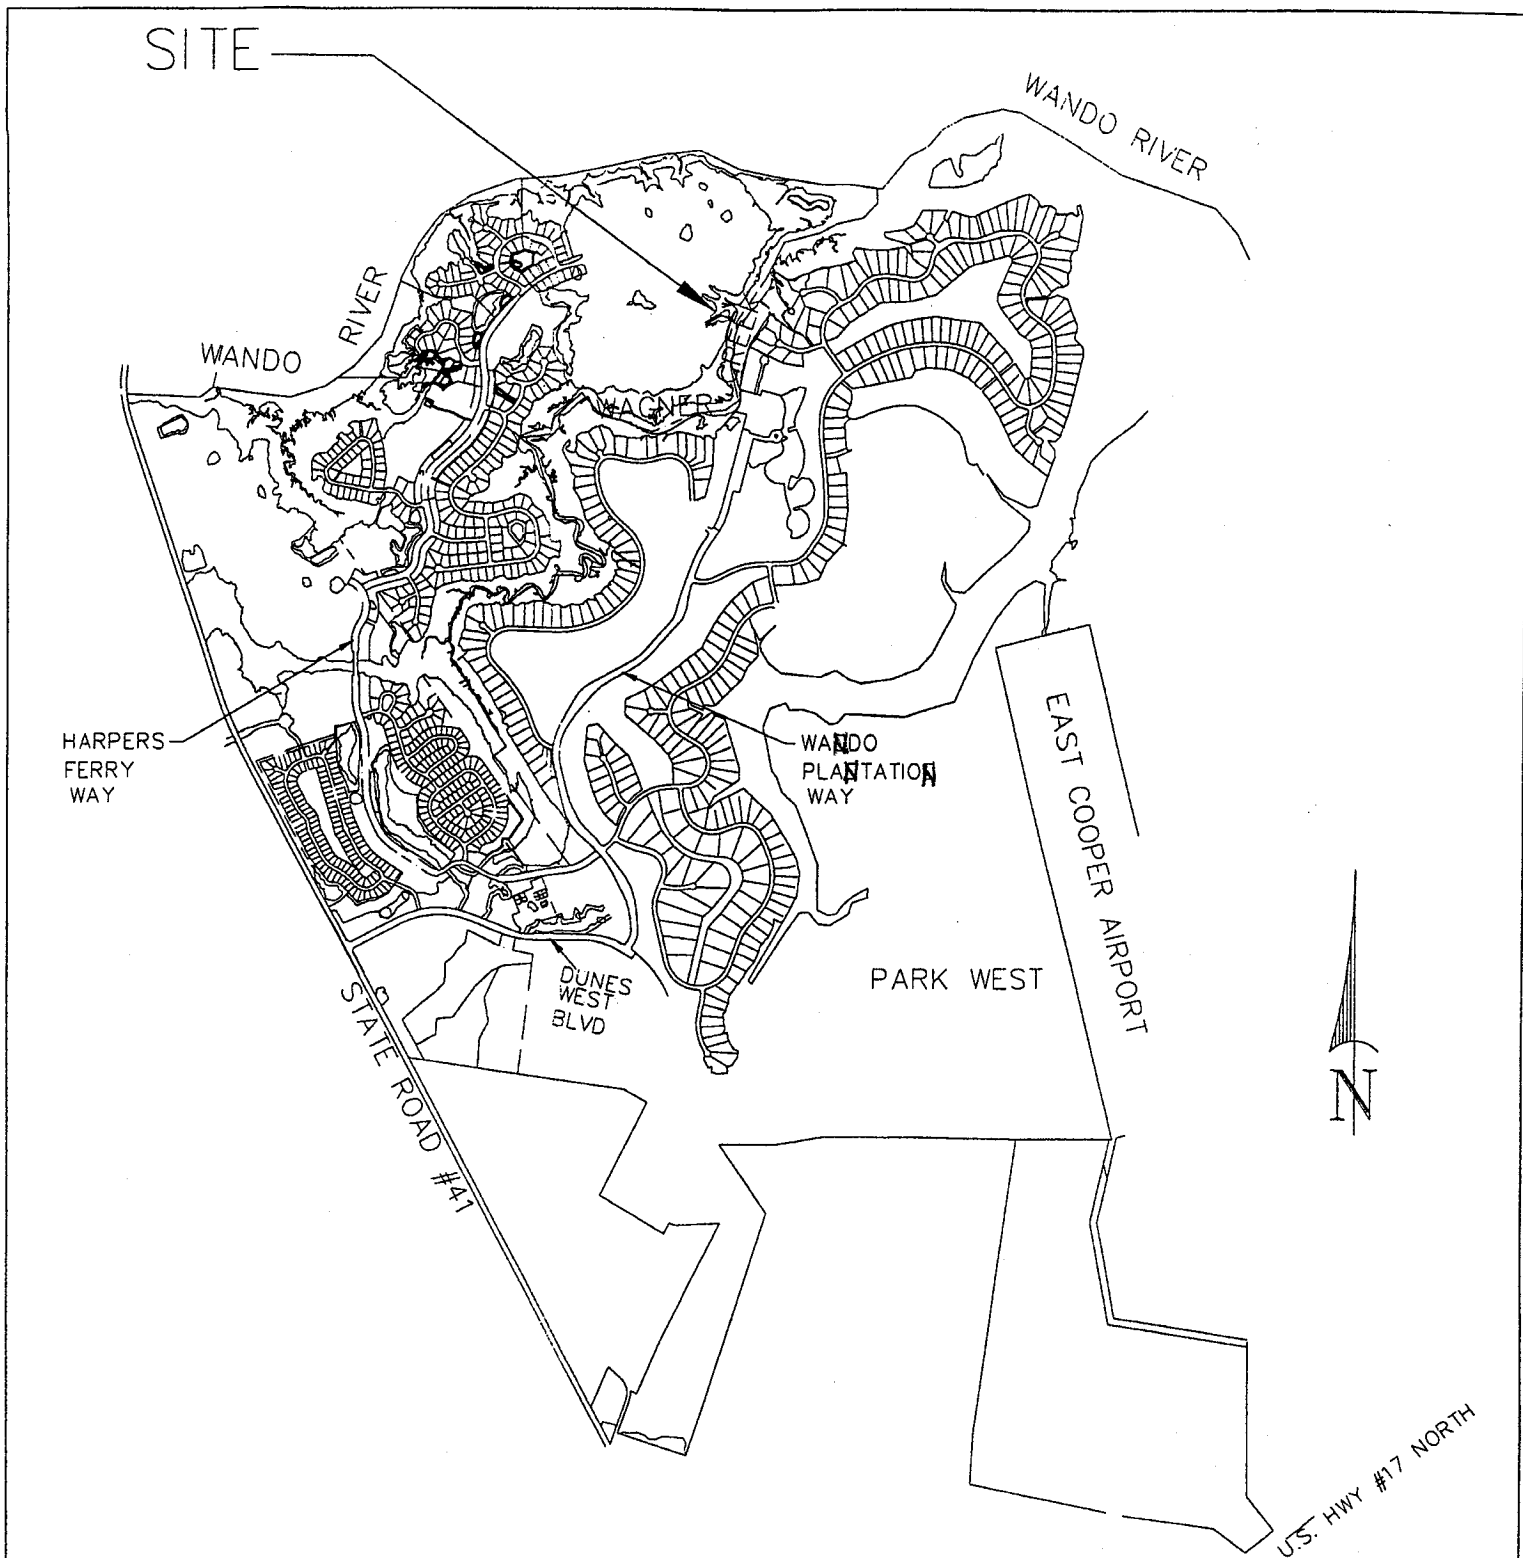 SITE
WANDO RIVER
RIVER
WANDO
WAGNER
HARPERS
FERRY
WAY
WANDO
PLANTATION
WAY
EAST COOPER AIRPORT
DUNES
WEST
BLVD
PARK WEST
STATE ROAD #41
N
U.S. HWY #17 NORTH